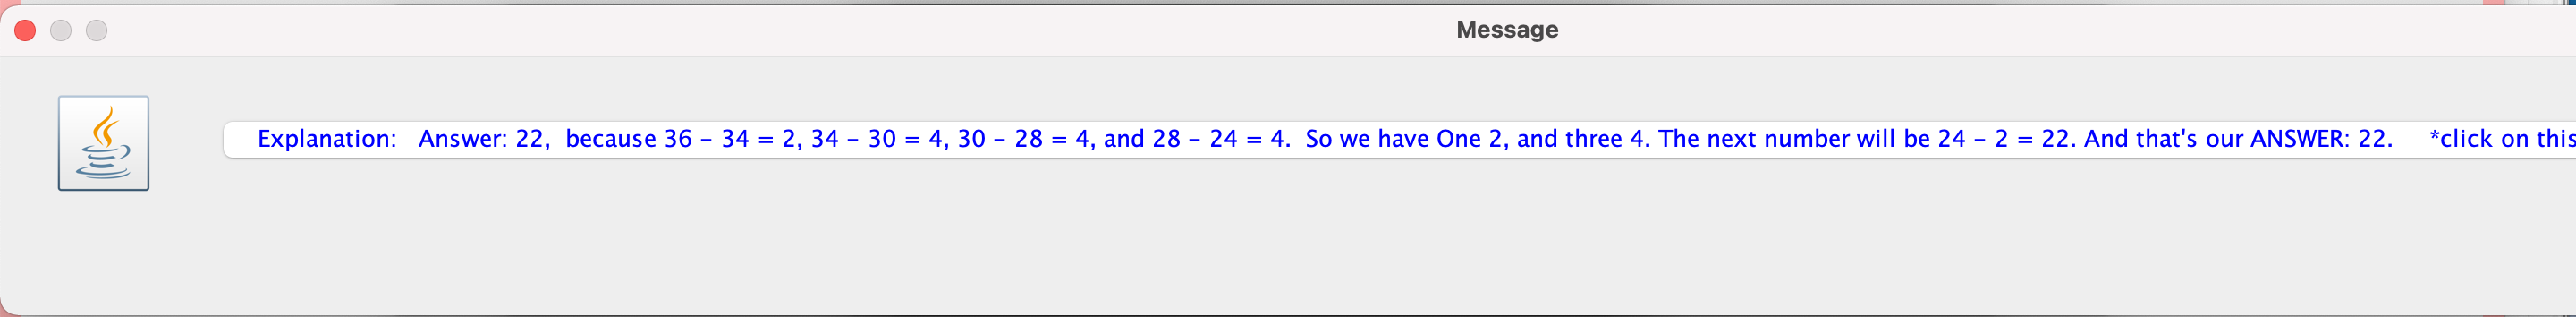 Message
Explanation:   Answer: 22,  because 36 – 34 = 2, 34 – 30 = 4, 30 – 28 = 4, and 28 – 24 = 4.  So we have One 2, and three 4. The next number will be 24 – 2 = 22. And that's our ANSWER: 22.     *click on this